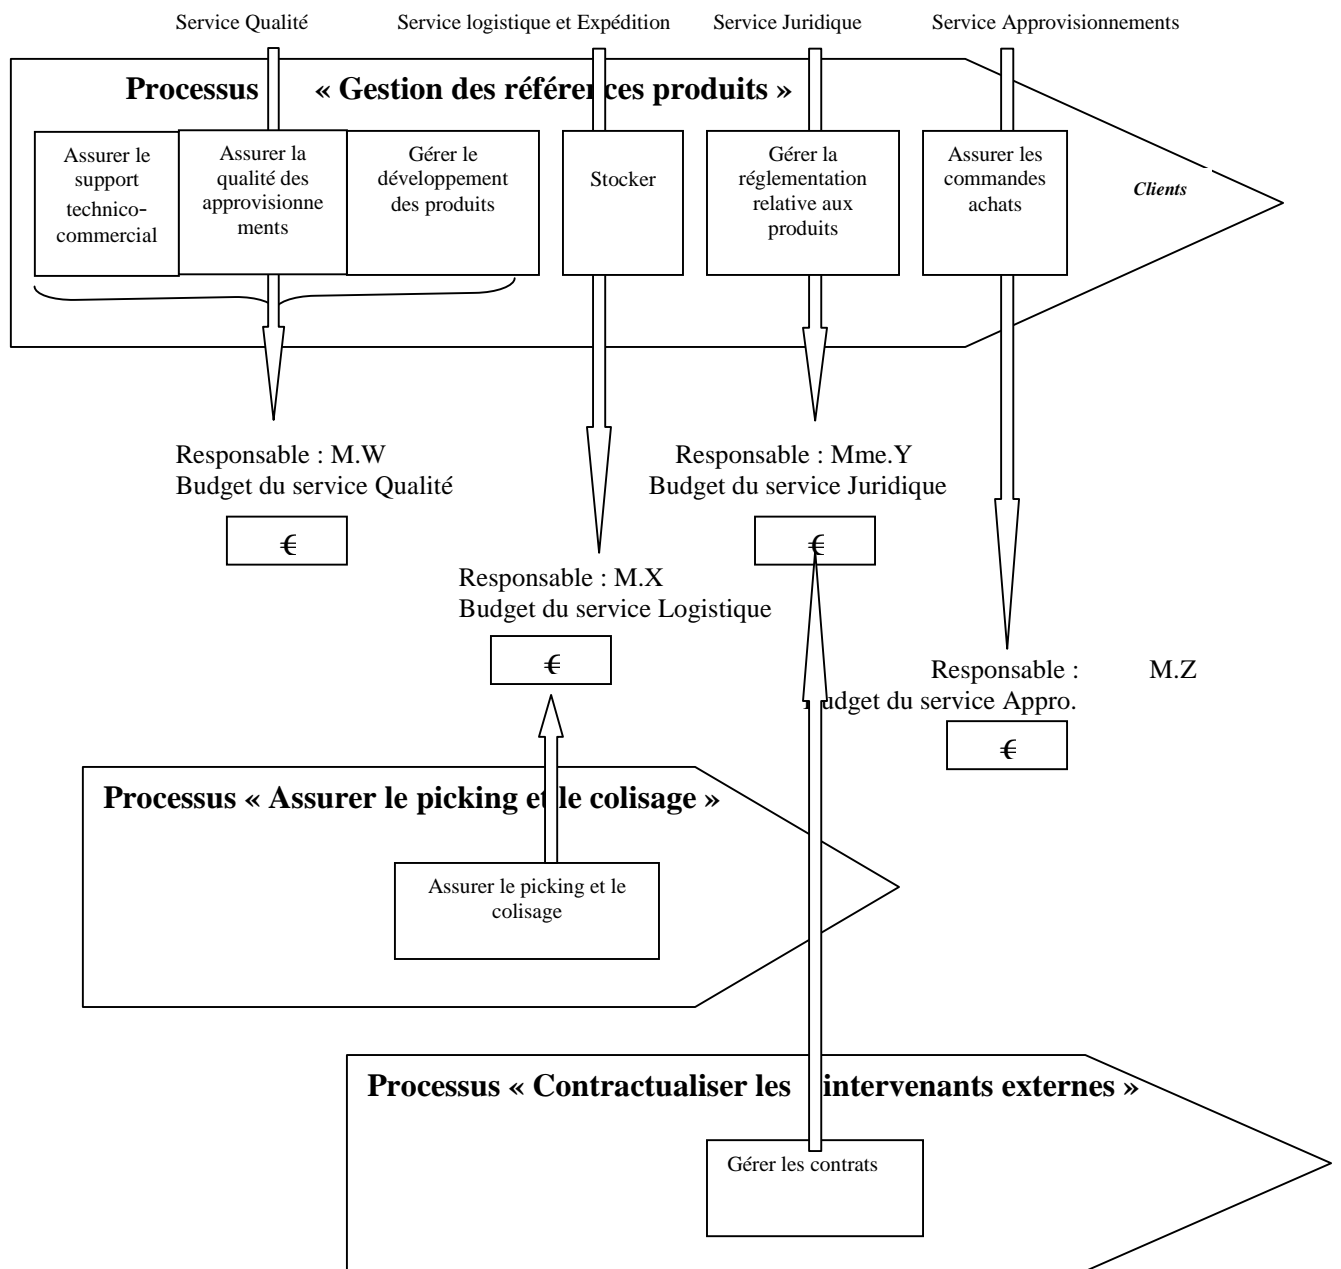 Service Qualité
Service logistique et Expédition
Service Juridique
Service Approvisionnements
Processus « Gestion des références produits »
Assurer le
support
technico-
commercial
Assurer la
qualité des
approvisionne
ments
Gérer le
développement
des produits
Stocker
Gérer la
réglementation
relative aux
produits
Assurer les
commandes
achats
Clients
Responsable : M.W
Budget du service Qualité
€
Responsable : Mme.Y
Budget du service Juridique
€
Responsable : M.X
Budget du service Logistique
€
Responsable : M.Z
Budget du service Appro.
€
Processus « Assurer le picking et le colisage »
Assurer le picking et le
colisage
Processus « Contractualiser les intervenants externes »
Gérer les contrats